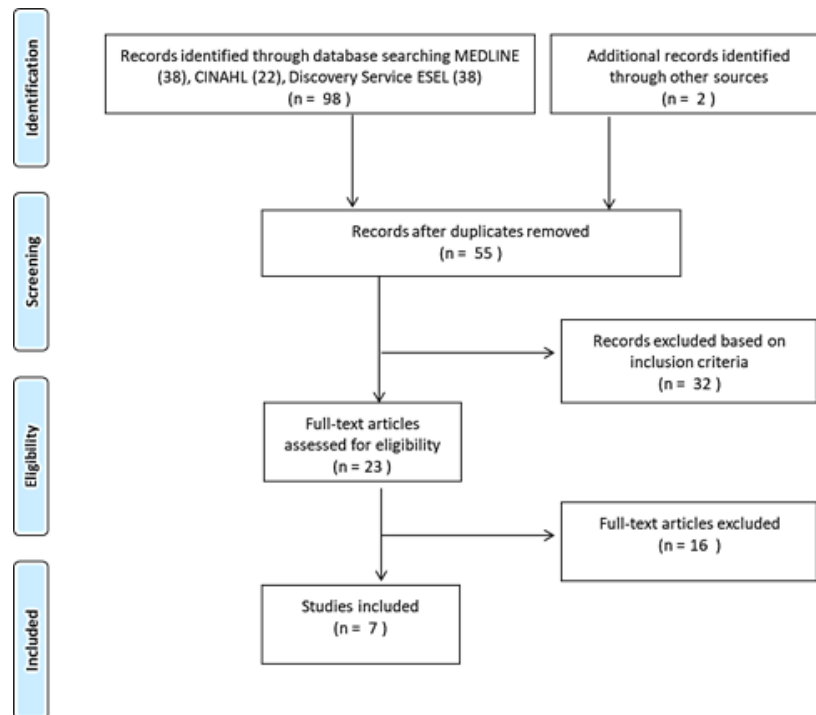 Identification
Records identified through database searching MEDLINE
(38), CINAHL (22), Discovery Service ESEL (38)
(n = 98)
Additional records identified
through other sources
(n = 2 )
Screening
Records after duplicates removed
(n = 55 )
Records excluded based on
inclusion criteria
(n = 32 )
Eligibility
Full-text articles
assessed for eligibility
(n = 23 )
Full-text articles excluded
(n = 16 )
Included
Studies included
(n = 7 )